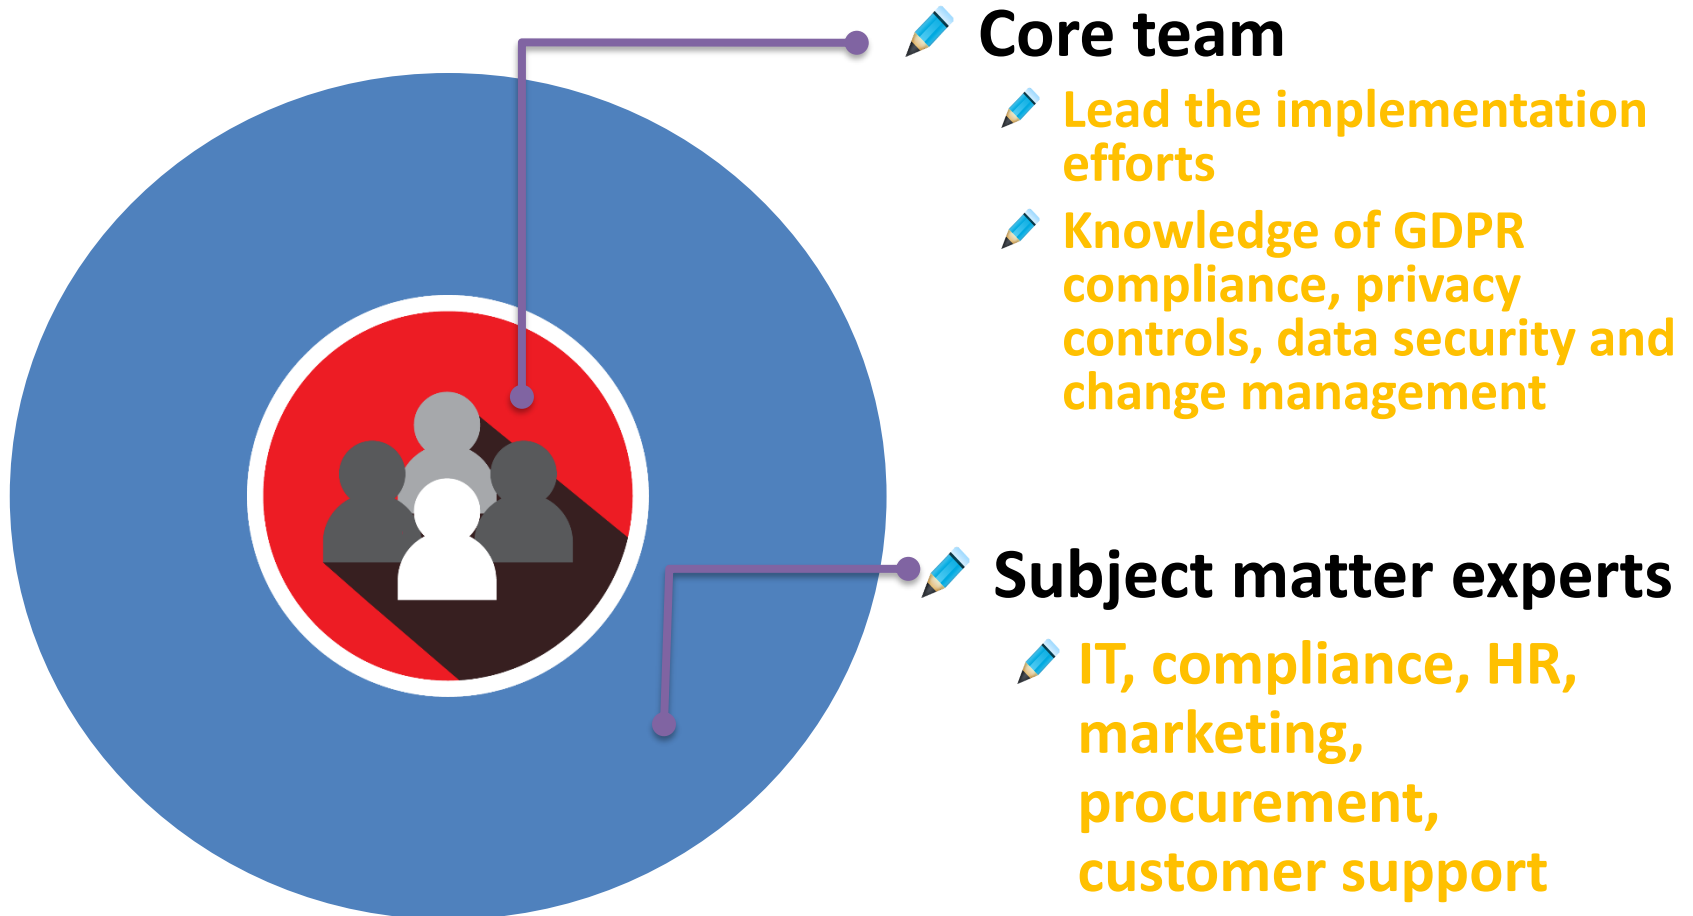 Core team
Lead the implementation
efforts
Knowledge of GDPR
compliance, privacy
controls, data security and
change management
Subject matter experts
IT, compliance, HR,
marketing,
procurement,
customer support